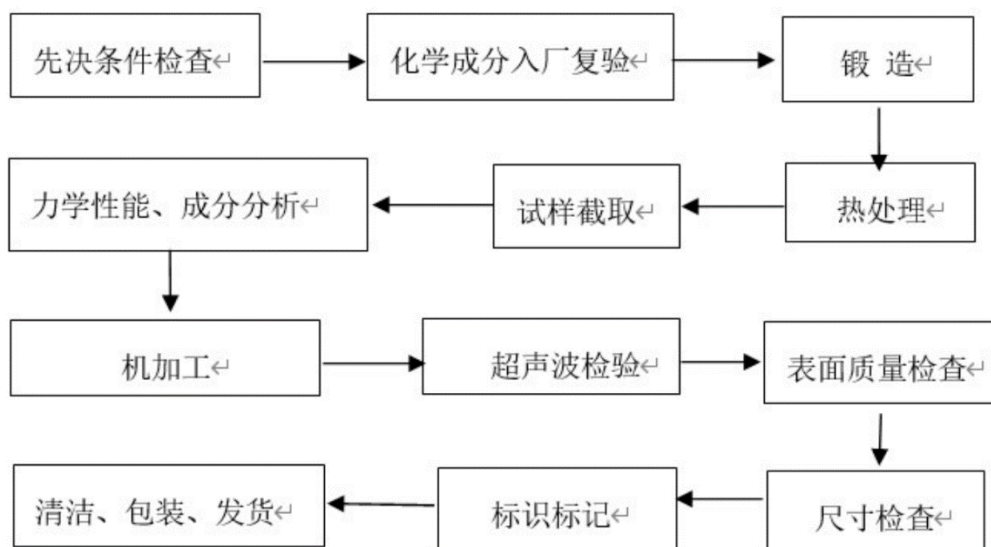 先决条件检查↵
化学成分入厂复验↵
锻 造↵
热处理↵
试样截取↵
力学性能、成分分析↵
机加工↵
超声波检验↵
表面质量检查↵
尺寸检查↵
标识标记↵
清洁、包装、发货↵